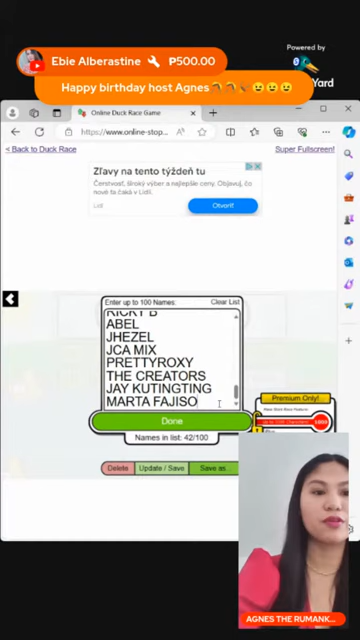 Ebie Alberastine ₱500.00
Happy birthday host Agnes
Powered by
Yard
Online Duck Race Game
https://www.online-stop...
< Back to Duck Race
Super Fullscreen!
Zľavy na tento týždeň tu
Čerstvosť, široký výber a najlepšie ceny. Objavuj, čo
nové ťa čaká v Lidli.
Lidl
Otvoriť
Enter up to 100 Names:
Clear List
RICKY B
ABEL
JHEZEL
JCA MIX
PRETTYROXY
THE CREATORS
JAY KUTINGTING
MARTA FAJISO
Done
Names in list: 42/100
Delete
Update / Save
Save as..
Premium Only!
1000
AGNES THE RUMANK